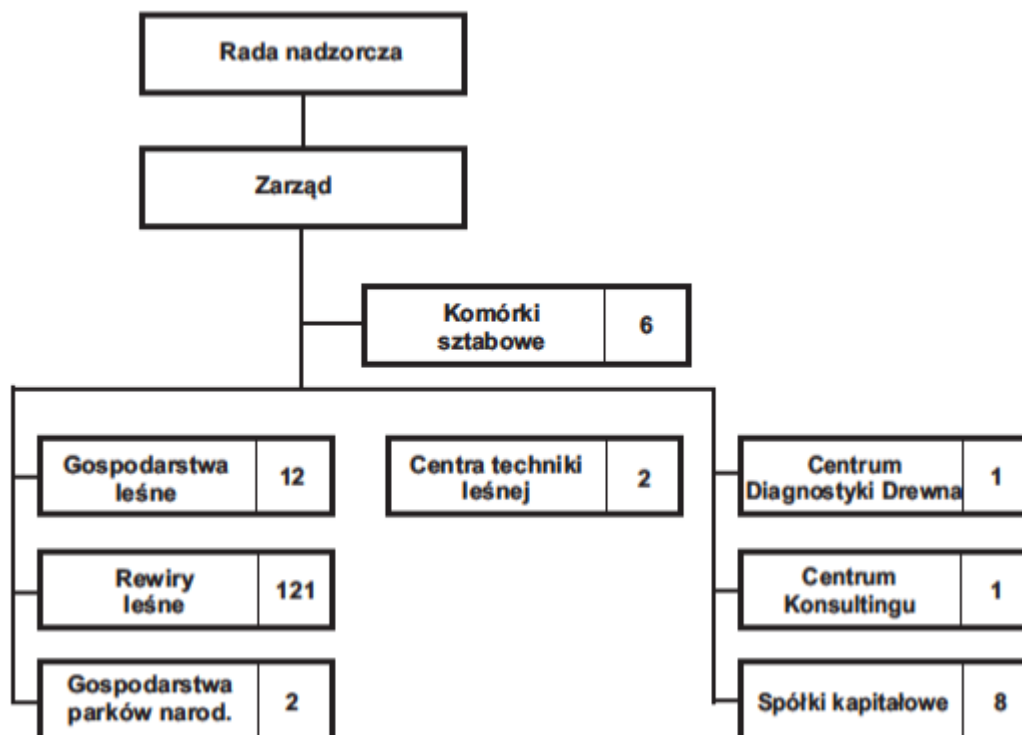 Rada nadzorcza
Zarząd
Komórki
sztabowe
6
Gospodarstwa
leśne
12
Centra techniki
leśnej
2
Centrum
Diagnostyki Drewna
1
Rewiry
leśne
121
Centrum
Konsultingu
1
Gospodarstwa
parków narod.
2
Spółki kapitałowe
8